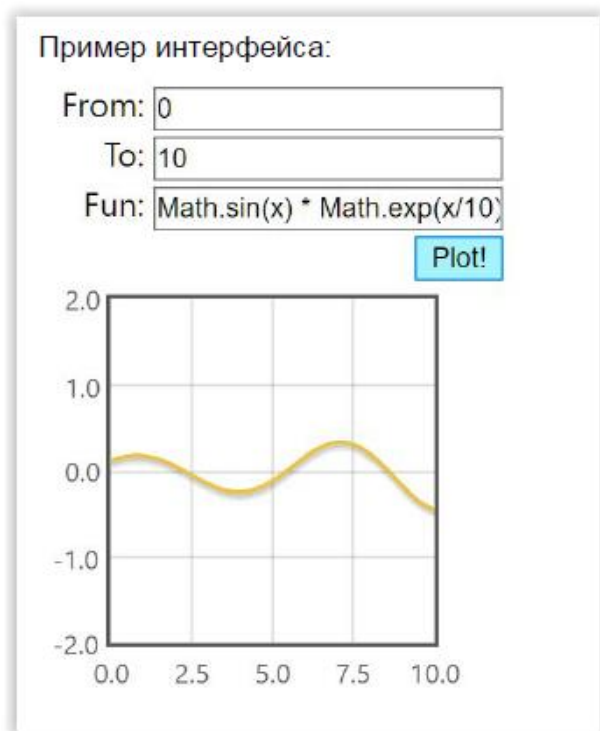 Пример интерфейса:
From: 0
To: 10
Fun: Math.sin(x) * Math.exp(x/10)
Plot!
2.0
1.0
0.0
-1.0
-2.0
0.0 2.5 5.0 7.5 10.0